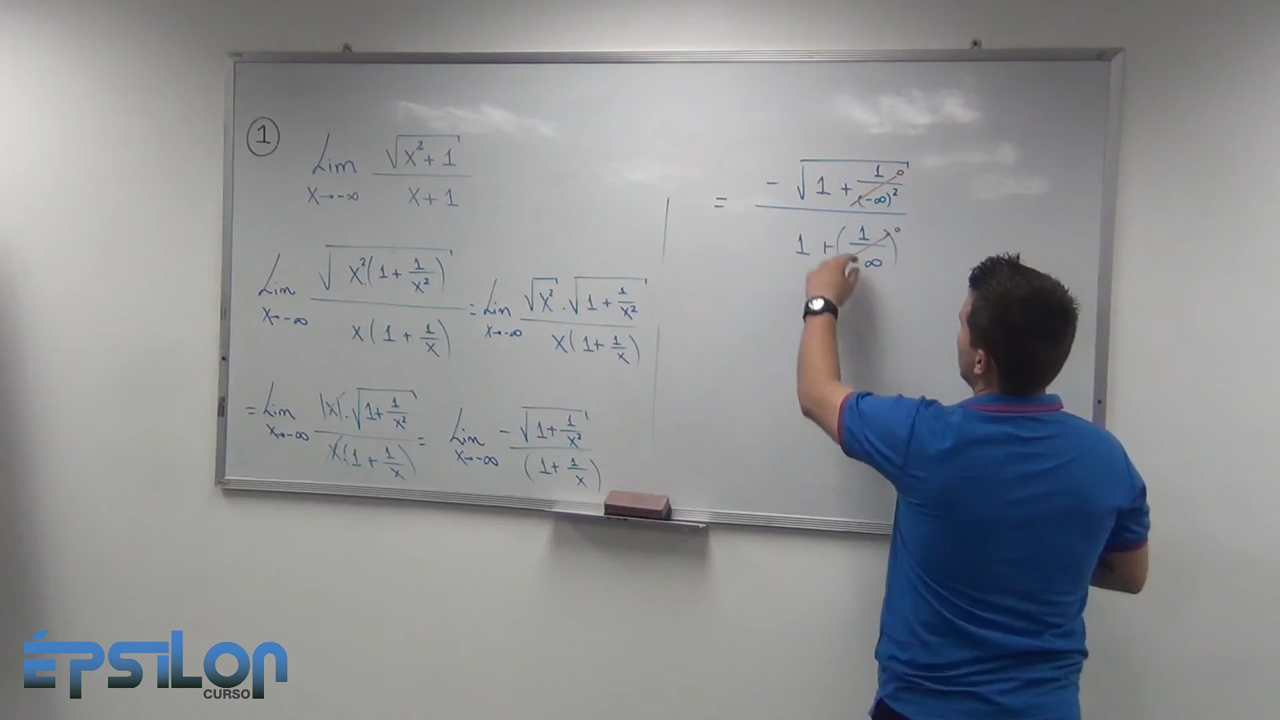 1
Lim x→-∞ √(x²+1) / x+1
Lim x→-∞ √(x²(1+1/x²)) / x(1+1/x) = Lim x→-∞ √x² · √(1+1/x²) / x(1+1/x)
= Lim x→-∞ |x| · √(1+1/x²) / x(1+1/x) = Lim x→-∞ -√(1+1/x²) / (1+1/x)
= -√(1+1/(-∞)² 0) / 1+(1/-∞) 0
ÉPSILON
CURSO